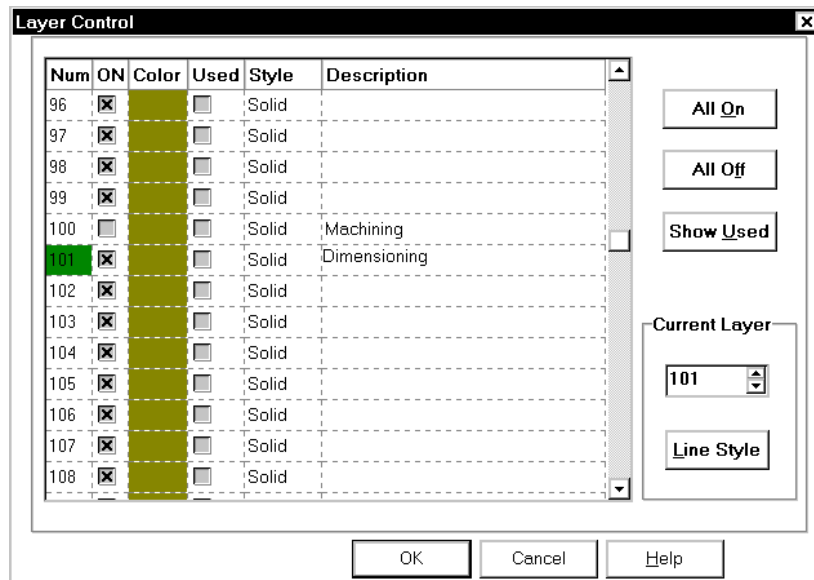 Layer Control
Num ON Color Used Style Description
96 Solid
97 Solid
98 Solid
99 Solid
100 Solid Machining
101 Solid Dimensioning
102 Solid
103 Solid
104 Solid
105 Solid
106 Solid
107 Solid
108 Solid
All On
All Off
Show Used
Current Layer
101
Line Style
OK Cancel Help